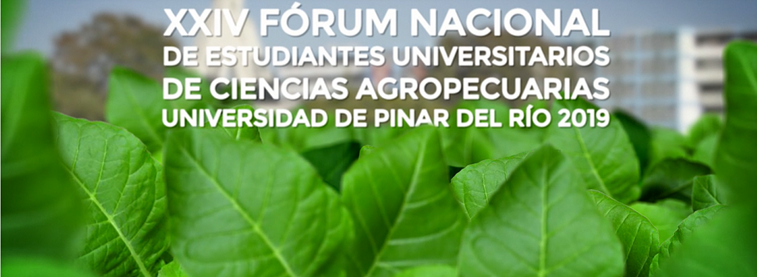 XXIV FÓRUM NACIONAL
DE ESTUDIANTES UNIVERSITARIOS
DE CIENCIAS AGROPECUARIAS
UNIVERSIDAD DE PINAR DEL RÍO 2019